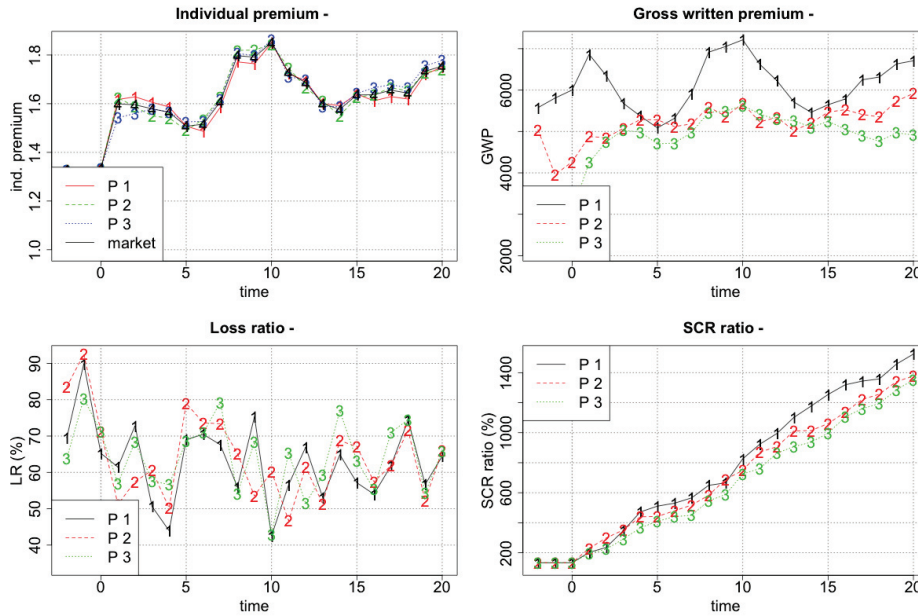 Individual premium -
ind. premium
1.0
1.2
1.4
1.6
1.8
P 1
P 2
P 3
market
0
5
10
15
20
time
Gross written premium -
GWP
2000
4000
6000
P 1
P 2
P 3
0
5
10
15
20
time
Loss ratio -
LR (%)
40
50
60
70
80
90
P 1
P 2
P 3
0
5
10
15
20
time
SCR ratio -
SCR ratio (%)
200
600
1000
1400
P 1
P 2
P 3
0
5
10
15
20
time